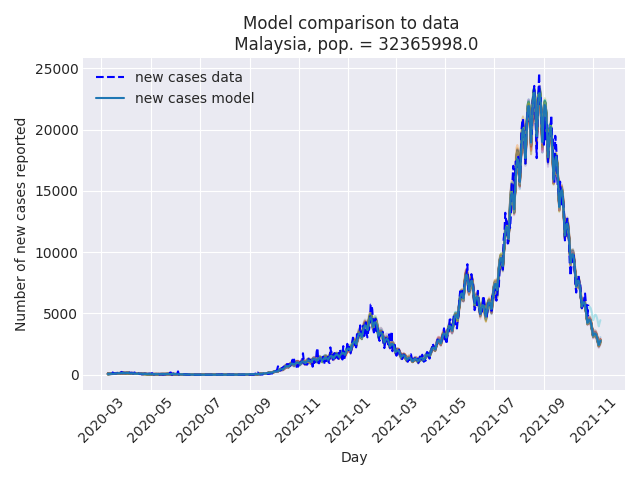 Model comparison to data
Malaysia, pop. = 32365998.0
new cases data
new cases model
25000
20000
15000
10000
5000
0
Number of new cases reported
2020-03
2020-05
2020-07
2020-09
2020-11
2021-01
2021-03
2021-05
2021-07
2021-09
2021-11
Day